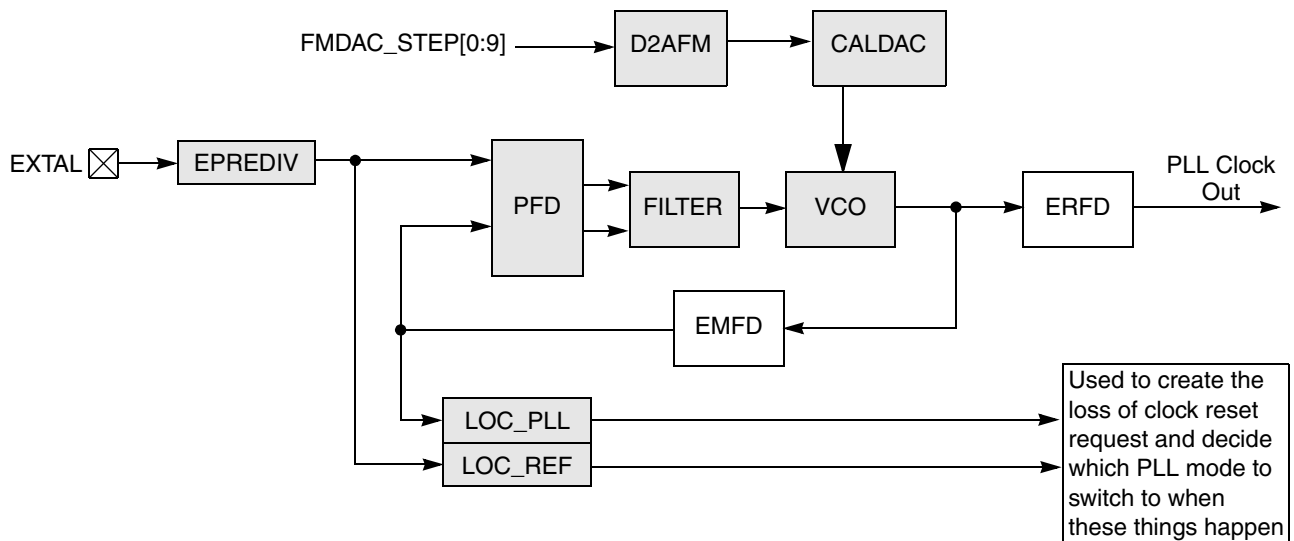 FMDAC_STEP[0:9]
D2AFM
CALDAC
EXTAL
EPREDIV
PFD
FILTER
VCO
ERFD
PLL Clock
Out
EMFD
LOC_PLL
LOC_REF
Used to create the
loss of clock reset
request and decide
which PLL mode to
switch to when
these things happen